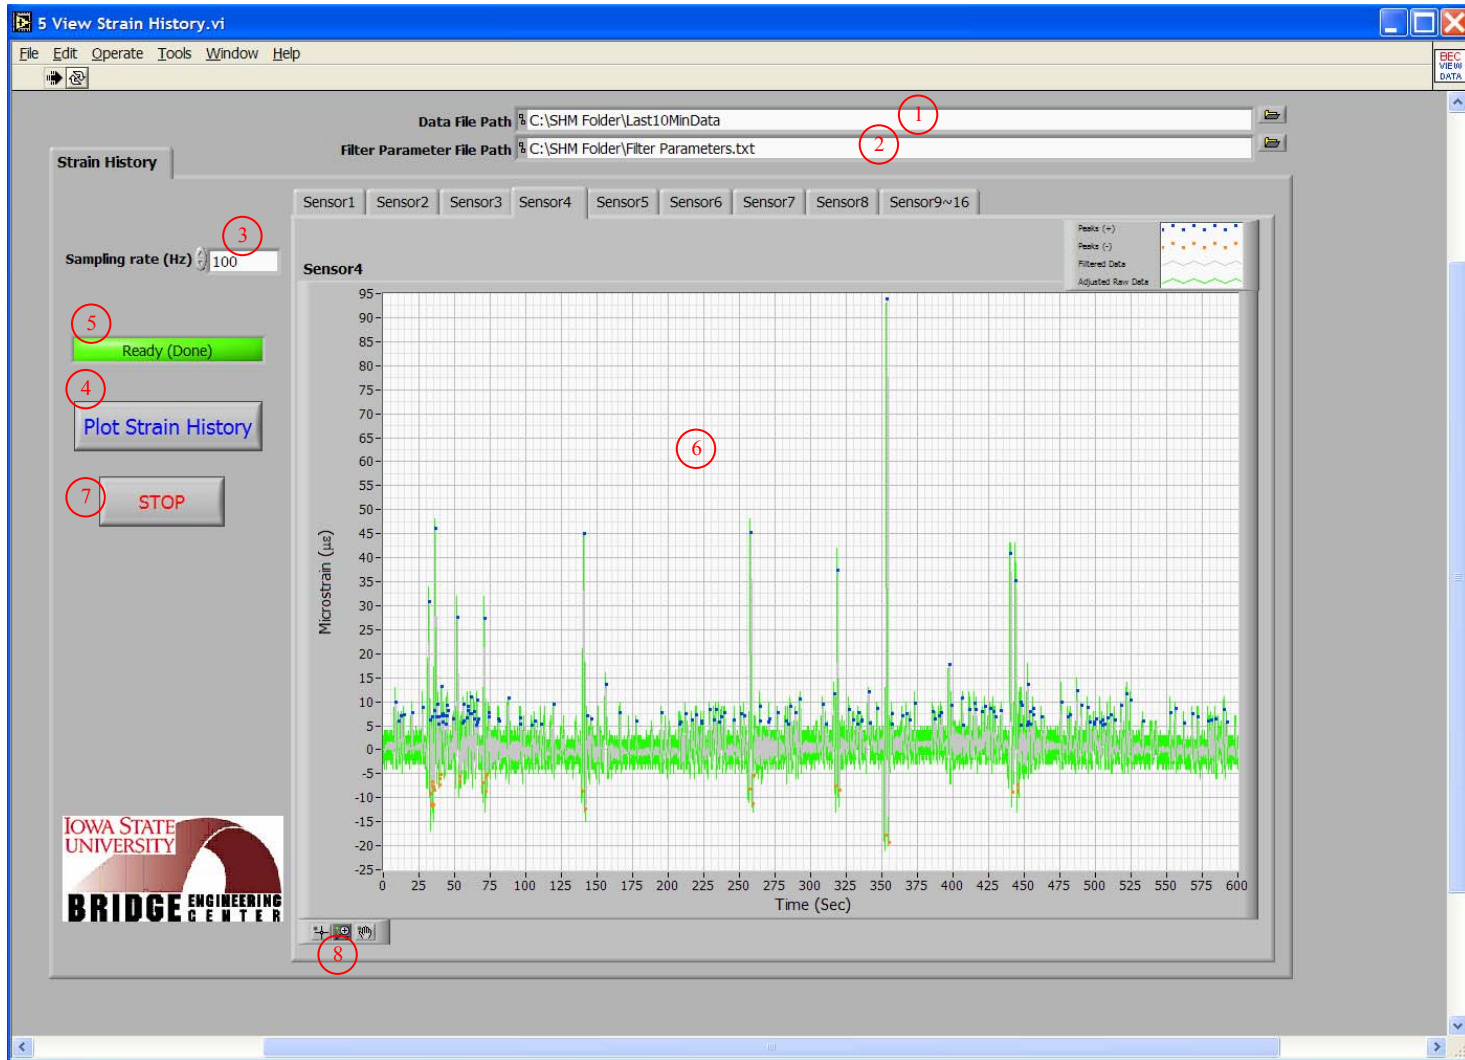 5 View Strain History.vi
File Edit Operate Tools Window Help
BEC
VIEW
DATA
Data File Path C:\SHM Folder\Last10MinData 1
Filter Parameter File Path C:\SHM Folder\Filter Parameters.txt 2
Strain History
Sensor1 Sensor2 Sensor3 Sensor4 Sensor5 Sensor6 Sensor7 Sensor8 Sensor9~16
3
Sampling rate (Hz) 100
Peaks (+)
Peaks (-)
Filtered Data
Adjusted Raw Data
Sensor4
5
Ready (Done)
4
Plot Strain History
7
STOP
6
95
90
85
80
75
70
65
60
55
50
45
40
35
30
25
20
15
10
5
0
-5
-10
-15
-20
-25
Microstrain (με)
0 25 50 75 100 125 150 175 200 225 250 275 300 325 350 375 400 425 450 475 500 525 550 575 600
Time (Sec)
IOWA STATE
UNIVERSITY
BRIDGE ENGINEERING
CENTER
8